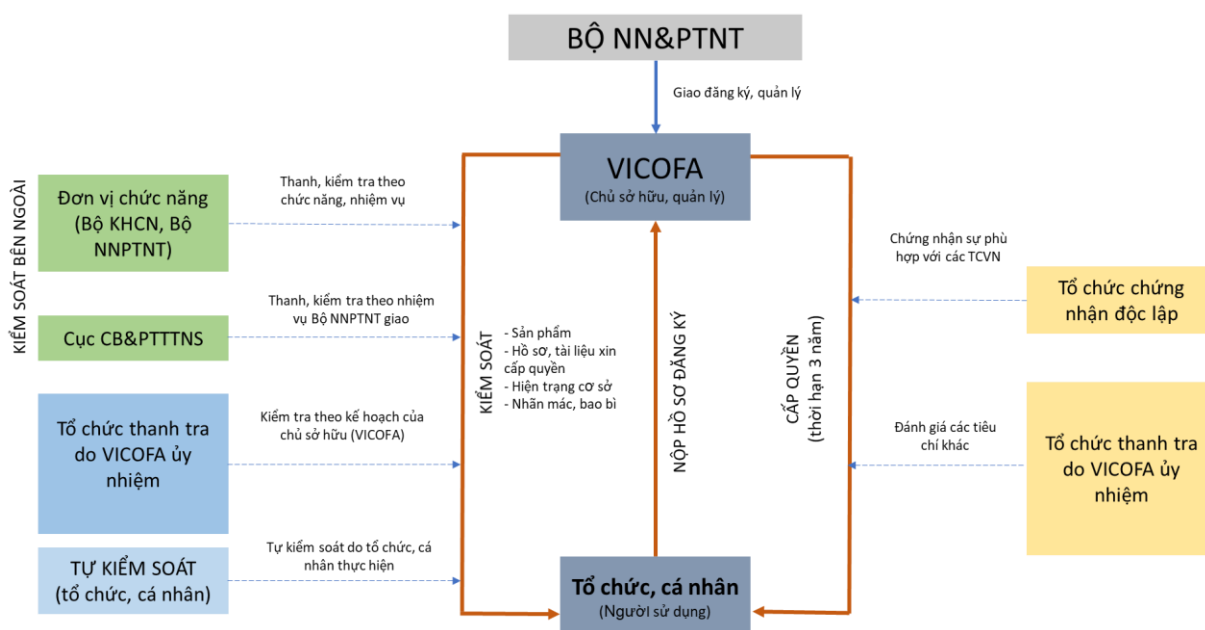 BỘ NN&PTNT
Giao đăng ký, quản lý
VICOFA
(Chủ sở hữu, quản lý)
KIỂM SOÁT BÊN NGOÀI
Đơn vị chức năng
(Bộ KHCN, Bộ
NNPTNT)
Thanh, kiểm tra theo
chức năng, nhiệm vụ
Cục CB&PTTTNS
Thanh, kiểm tra theo nhiệm
vụ Bộ NNPTNT giao
Tổ chức thanh tra
do VICOFA ủy
nhiệm
Kiểm tra theo kế hoạch của
chủ sở hữu (VICOFA)
TỰ KIỂM SOÁT
(tổ chức, cá nhân)
Tự kiểm soát do tổ chức, cá
nhân thực hiện
KIỂM SOÁT
- Sản phẩm
- Hồ sơ, tài liệu xin
cấp quyền
- Hiện trạng cơ sở
- Nhãn mác, bao bì
NỘP HỒ SƠ ĐĂNG KÝ
CẤP QUYỀN
(thời hạn 3 năm)
Chứng nhận sự phù
hợp với các TCVN
Tổ chức chứng
nhận độc lập
Đánh giá các tiêu
chí khác
Tổ chức thanh tra
do VICOFA ủy
nhiệm
Tổ chức, cá nhân
(Người sử dụng)